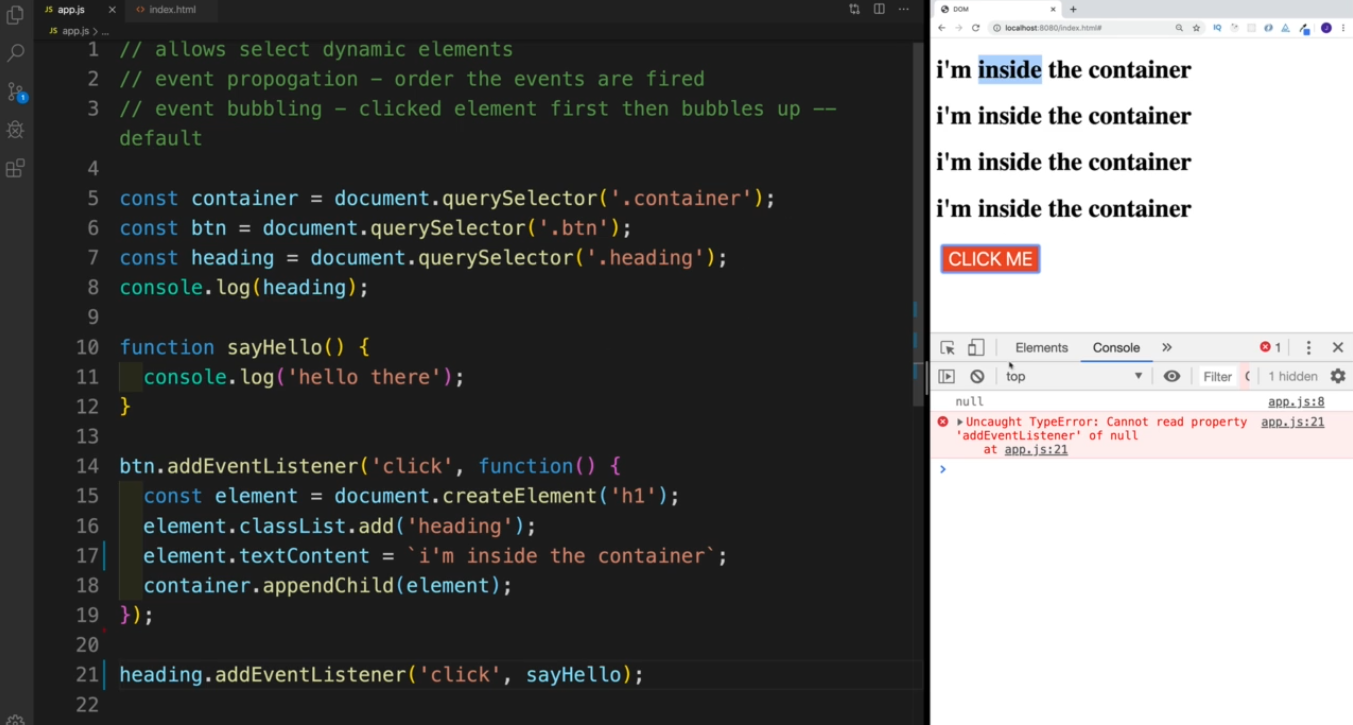 app.js
index.html
app.js > ...
1 // allows select dynamic elements
2 // event propogation – order the events are fired
3 // event bubbling – clicked element first then bubbles up ––
default
4
5 const container = document.querySelector('.container');
6 const btn = document.querySelector('.btn');
7 const heading = document.querySelector('.heading');
8 console.log(heading);
9
10 function sayHello() {
11 console.log('hello there');
12 }
13
14 btn.addEventListener('click', function() {
15 const element = document.createElement('h1');
16 element.classList.add('heading');
17 element.textContent = `i'm inside the container`;
18 container.appendChild(element);
19 });
20
21 heading.addEventListener('click', sayHello);
22
DOM
localhost:8080/index.html#
i'm inside the container
i'm inside the container
i'm inside the container
i'm inside the container
CLICK ME
Elements Console » 1
top Filter 1 hidden
null app.js:8
Uncaught TypeError: Cannot read property app.js:21
'addEventListener' of null
at app.js:21